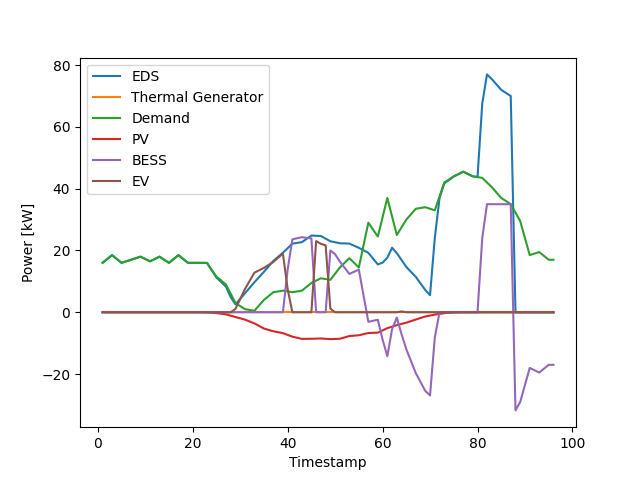 80
60
40
20
0
−20
0
20
40
60
80
100
Power [kW]
Timestamp
EDS
Thermal Generator
Demand
PV
BESS
EV